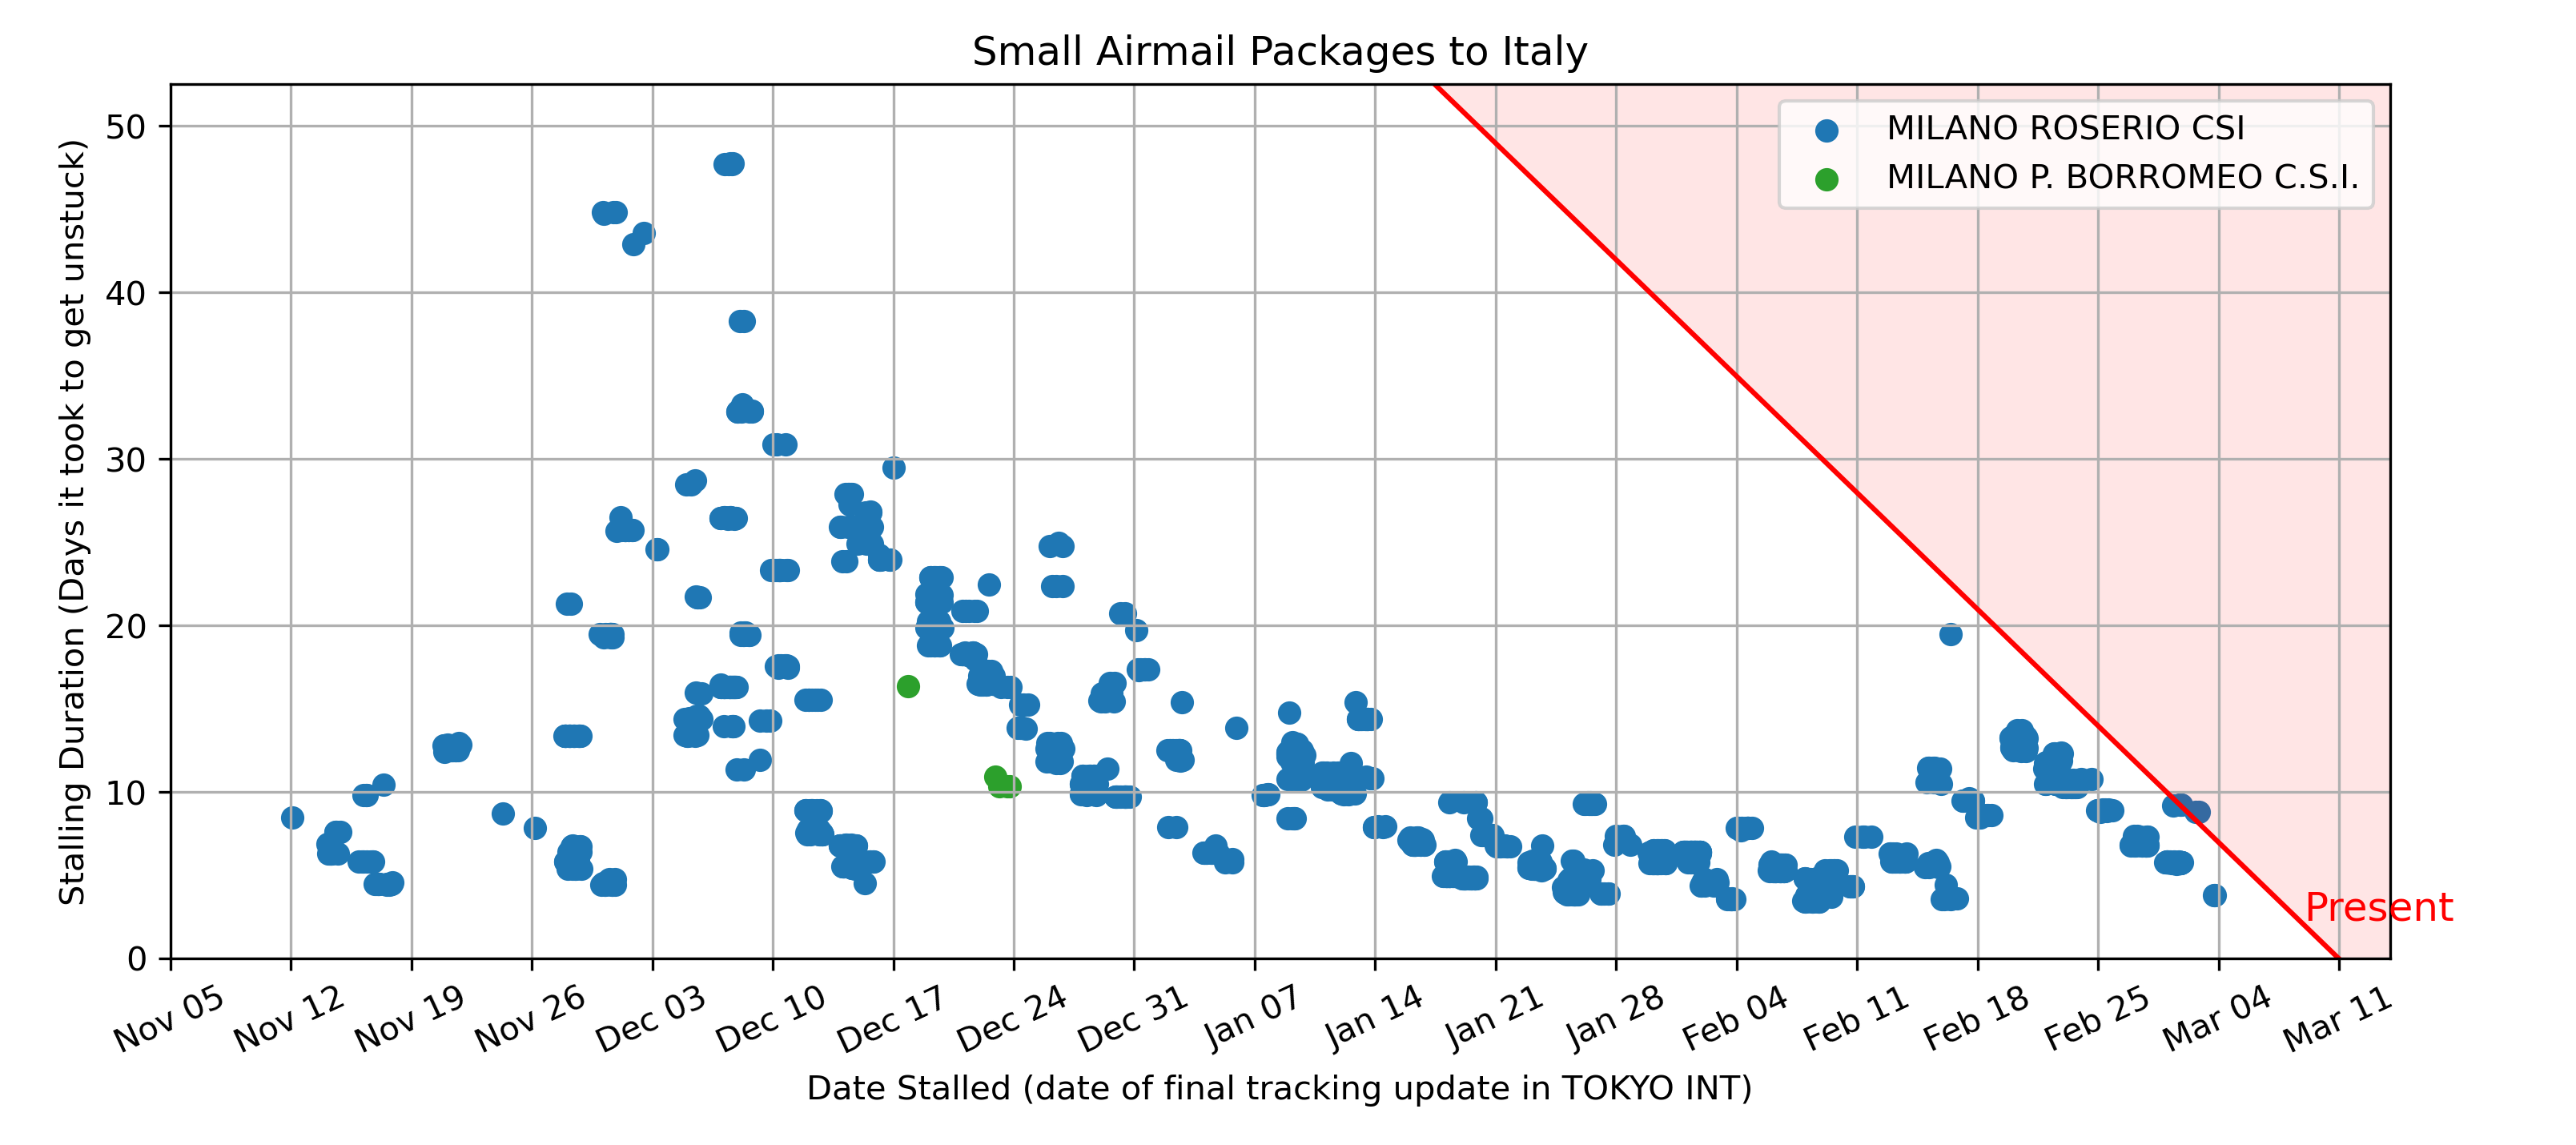 Small Airmail Packages to Italy
Stalling Duration (Days it took to get unstuck)
50
40
30
20
10
0
MILANO ROSERIO CSI
MILANO P. BORROMEO C.S.I.
Present
Nov 05
Nov 12
Nov 19
Nov 26
Dec 03
Dec 10
Dec 17
Dec 24
Dec 31
Jan 07
Jan 14
Jan 21
Jan 28
Feb 04
Feb 11
Feb 18
Feb 25
Mar 04
Mar 11
Date Stalled (date of final tracking update in TOKYO INT)